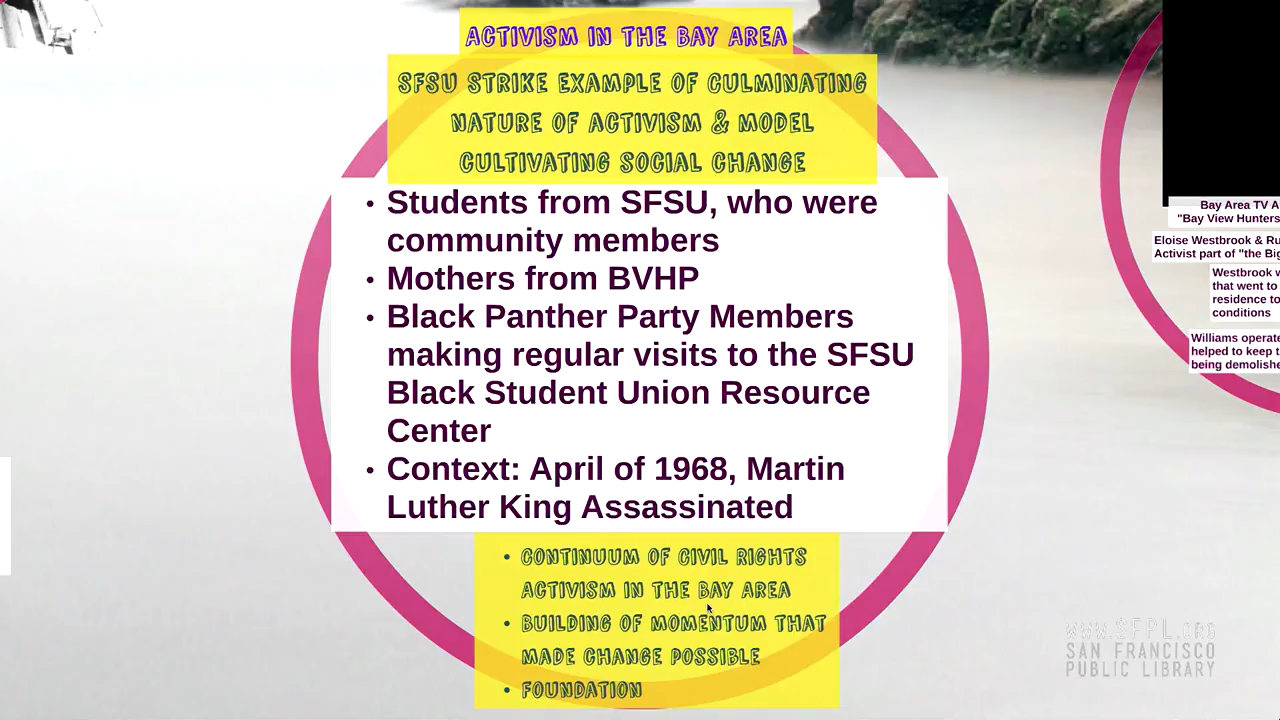 ACTIVISM IN THE BAY AREA
SFSU STRIKE EXAMPLE OF CULMINATING
NATURE OF ACTIVISM & MODEL
CULTIVATING SOCIAL CHANGE
• Students from SFSU, who were
community members
• Mothers from BVHP
• Black Panther Party Members
making regular visits to the SFSU
Black Student Union Resource
Center
• Context: April of 1968, Martin
Luther King Assassinated
• CONTINUUM OF CIVIL RIGHTS
ACTIVISM IN THE BAY AREA
• BUILDING OF MOMENTUM THAT
MADE CHANGE POSSIBLE
• FOUNDATION
Bay Area TV A
"Bay View Hunters
Eloise Westbrook & Ru
Activist part of "the Big
Westbrook w
that went to
residence to
conditions
Williams operate
helped to keep t
being demolishe
WWW.SFPL.ORG
SAN FRANCISCO
PUBLIC LIBRARY